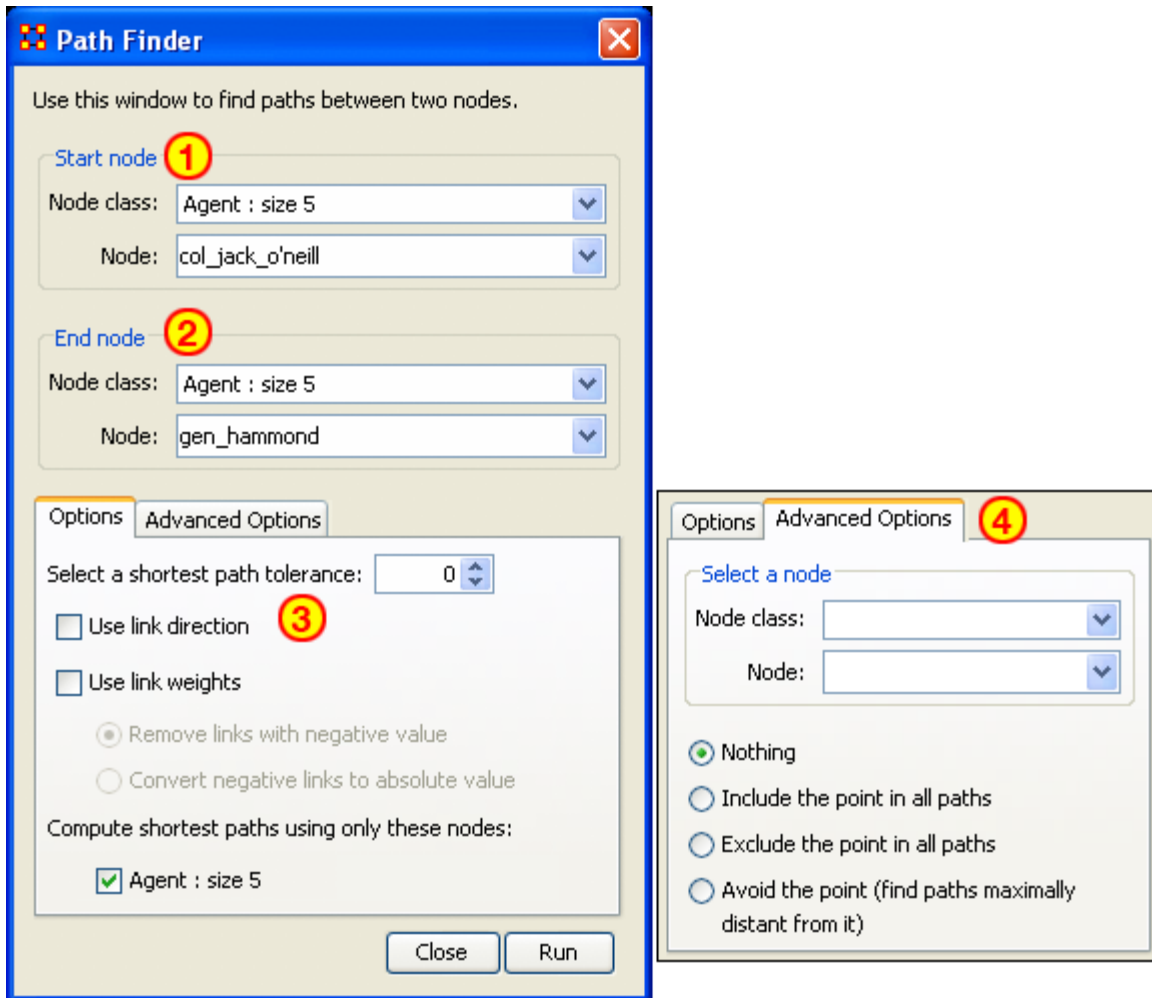 Path Finder
Use this window to find paths between two nodes.
Start node 1
Node class: Agent : size 5
Node: col_jack_o'neill
End node 2
Node class: Agent : size 5
Node: gen_hammond
Options Advanced Options
Select a shortest path tolerance: 0
Use link direction 3
Use link weights
Remove links with negative value
Convert negative links to absolute value
Compute shortest paths using only these nodes:
Agent : size 5
Close Run
Options Advanced Options 4
Select a node
Node class:
Node:
Nothing
Include the point in all paths
Exclude the point in all paths
Avoid the point (find paths maximally
distant from it)